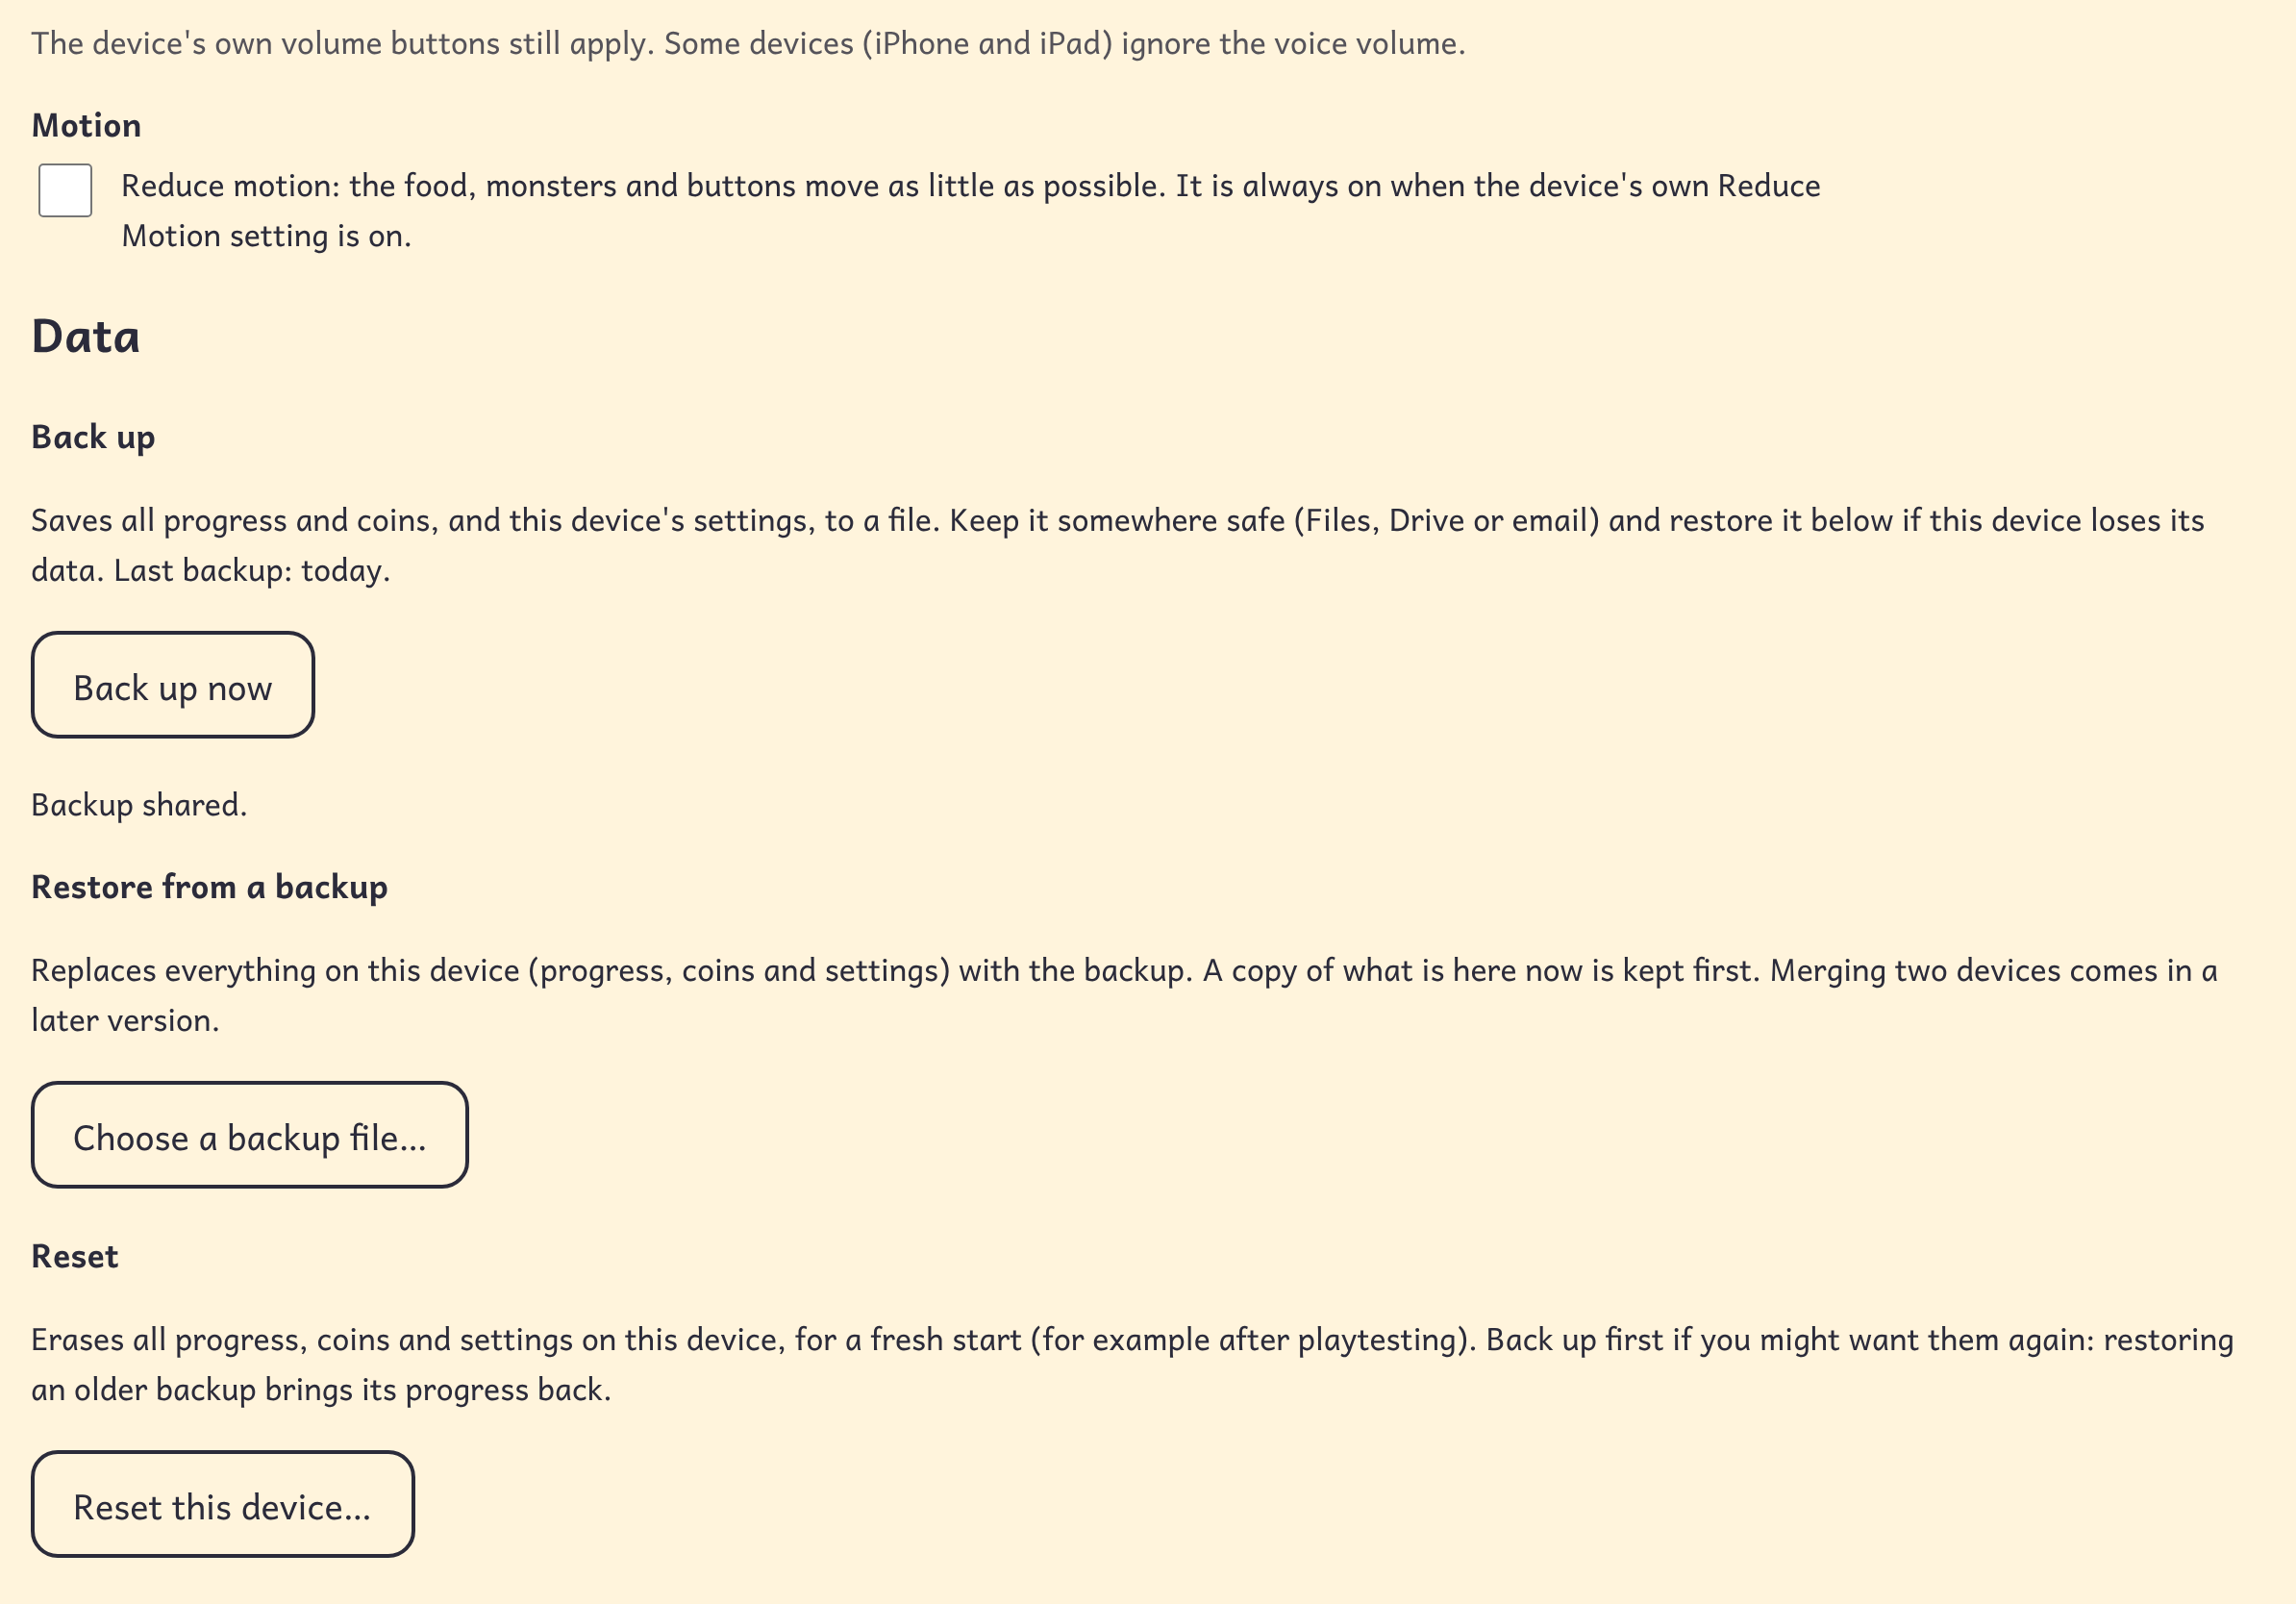 The device's own volume buttons still apply. Some devices (iPhone and iPad) ignore the voice volume.
Motion
Reduce motion: the food, monsters and buttons move as little as possible. It is always on when the device's own Reduce
Motion setting is on.
Data
Back up
Saves all progress and coins, and this device's settings, to a file. Keep it somewhere safe (Files, Drive or email) and restore it below if this device loses its
data. Last backup: today.
Back up now
Backup shared.
Restore from a backup
Replaces everything on this device (progress, coins and settings) with the backup. A copy of what is here now is kept first. Merging two devices comes in a
later version.
Choose a backup file...
Reset
Erases all progress, coins and settings on this device, for a fresh start (for example after playtesting). Back up first if you might want them again: restoring
an older backup brings its progress back.
Reset this device...